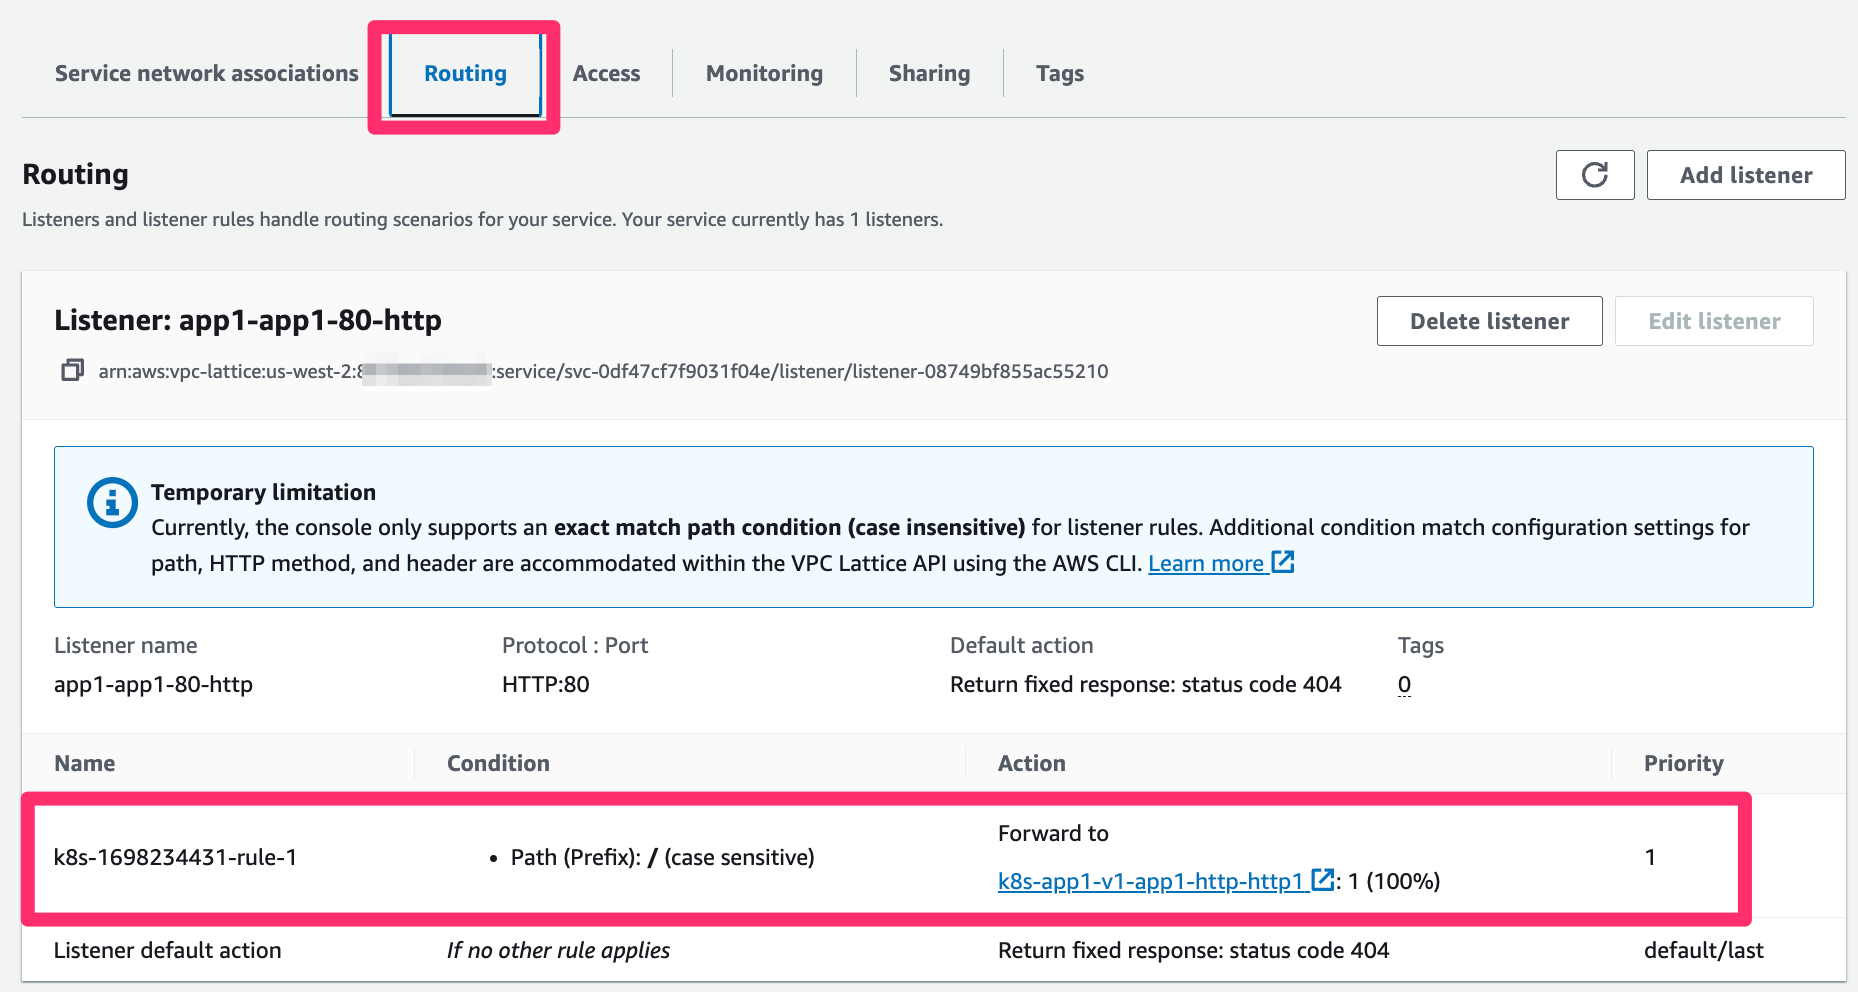 Service network associations
Routing
Access
Monitoring
Sharing
Tags
Routing
Add listener
Listeners and listener rules handle routing scenarios for your service. Your service currently has 1 listeners.
Listener: app1-app1-80-http
Delete listener
Edit listener
arn:aws:vpc-lattice:us-west-2: :service/svc-0df47cf7f9031f04e/listener/listener-08749bf855ac55210
Temporary limitation
Currently, the console only supports an exact match path condition (case insensitive) for listener rules. Additional condition match configuration settings for
path, HTTP method, and header are accommodated within the VPC Lattice API using the AWS CLI. Learn more
Listener name
Protocol : Port
Default action
Tags
app1-app1-80-http
HTTP:80
Return fixed response: status code 404
0
Name
Condition
Action
Priority
k8s-1698234431-rule-1
• Path (Prefix): / (case sensitive)
Forward to
k8s-app1-v1-app1-http-http1 : 1 (100%)
1
Listener default action
If no other rule applies
Return fixed response: status code 404
default/last